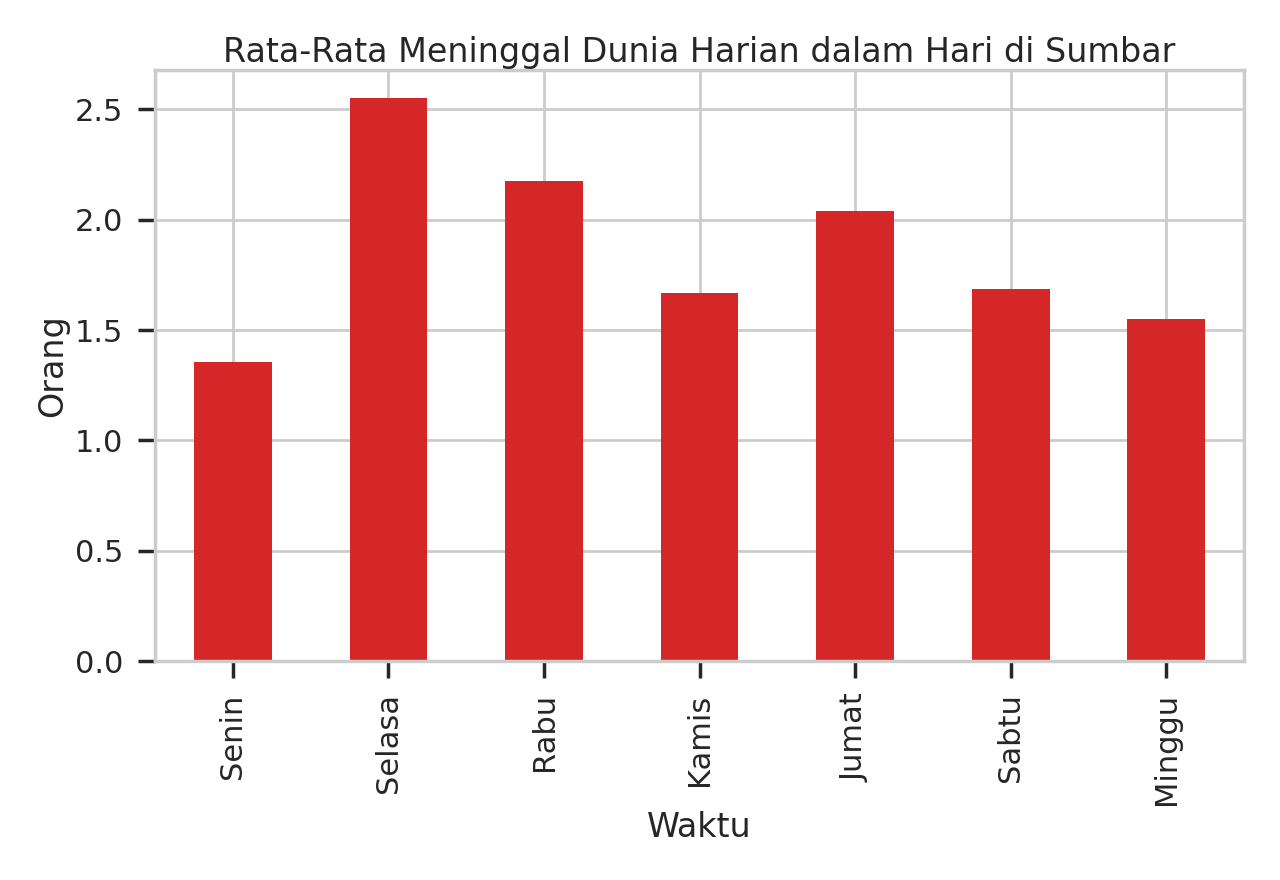 Rata-Rata Meninggal Dunia Harian dalam Hari di Sumbar
2.5
2.0
1.5
1.0
0.5
0.0
Orang
Senin
Selasa
Rabu
Kamis
Jumat
Sabtu
Minggu
Waktu